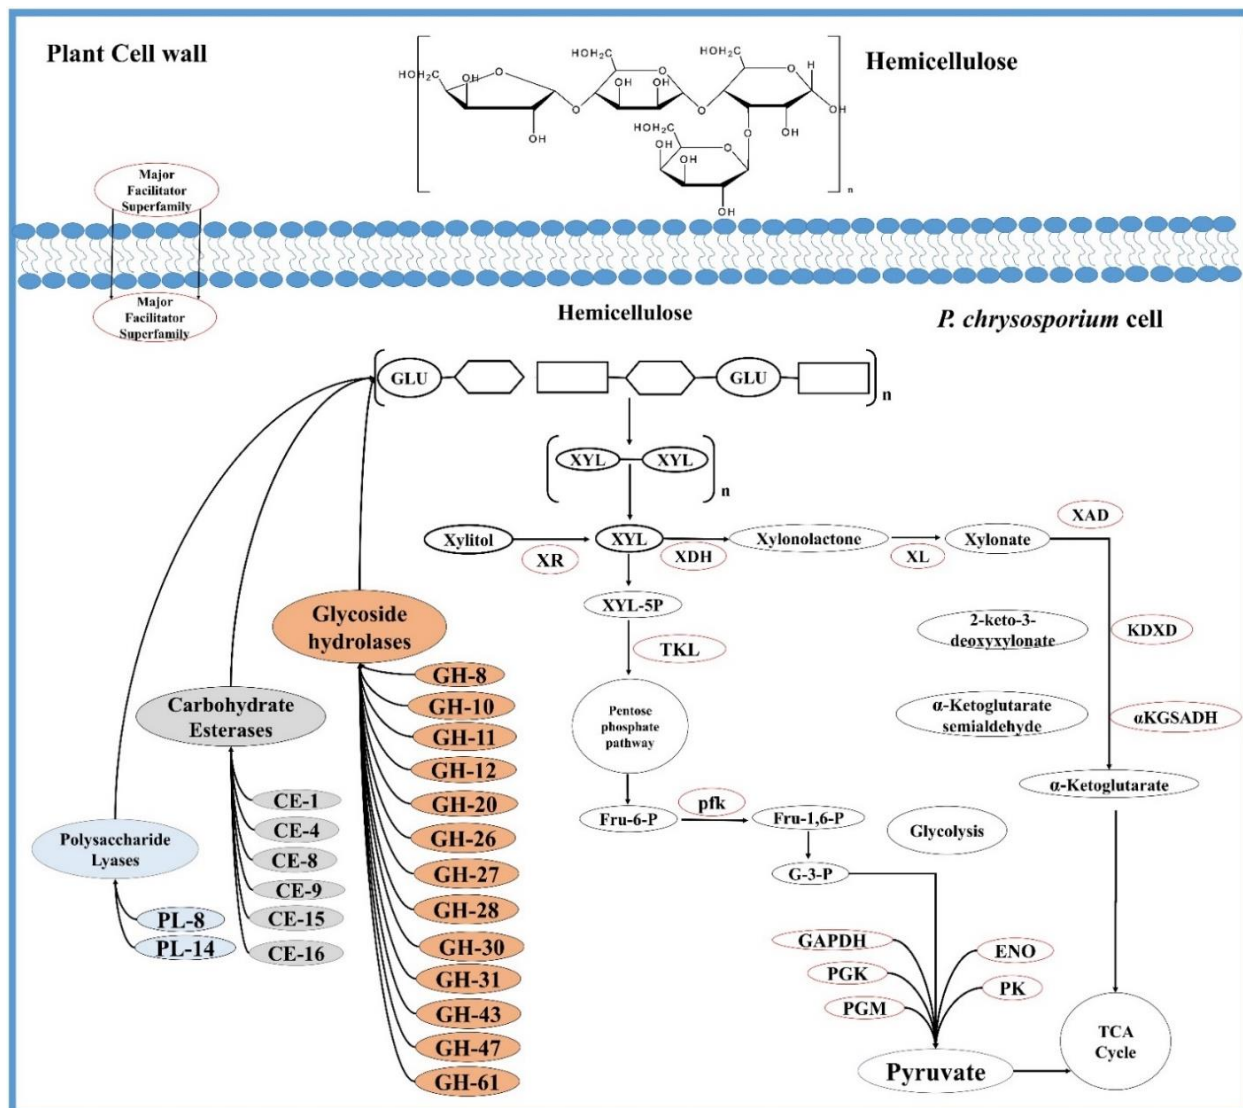 Plant Cell wall
Hemicellulose
HOH₂C
HOH₂C
HOH₂C
H
OH
O
O
O
OH
OH
OH
OH
O
O
OH
OH
OH
O
HOH₂C
OH
OH
O
OH
n
Major
Facilitator
Superfamily
Major
Facilitator
Superfamily
Hemicellulose
P. chrysosporium cell
GLU
GLU
n
XYL
XYL
n
Xylitol
XR
XYL
XDH
Xylonolactone
XL
Xylonate
XAD
XYL-5P
TKL
2-keto-3-
deoxyxylonate
KDXD
α-Ketoglutarate
semialdehyde
αKGSADH
α-Ketoglutarate
Pentose
phosphate
pathway
Fru-6-P
pfk
Fru-1,6-P
Glycolysis
G-3-P
GAPDH
PGK
PGM
ENO
PK
Pyruvate
TCA
Cycle
Glycoside
hydrolases
GH-8
GH-10
GH-11
GH-12
GH-20
GH-26
GH-27
GH-28
GH-30
GH-31
GH-43
GH-47
GH-61
Carbohydrate
Esterases
CE-1
CE-4
CE-8
CE-9
CE-15
CE-16
Polysaccharide
Lyases
PL-8
PL-14